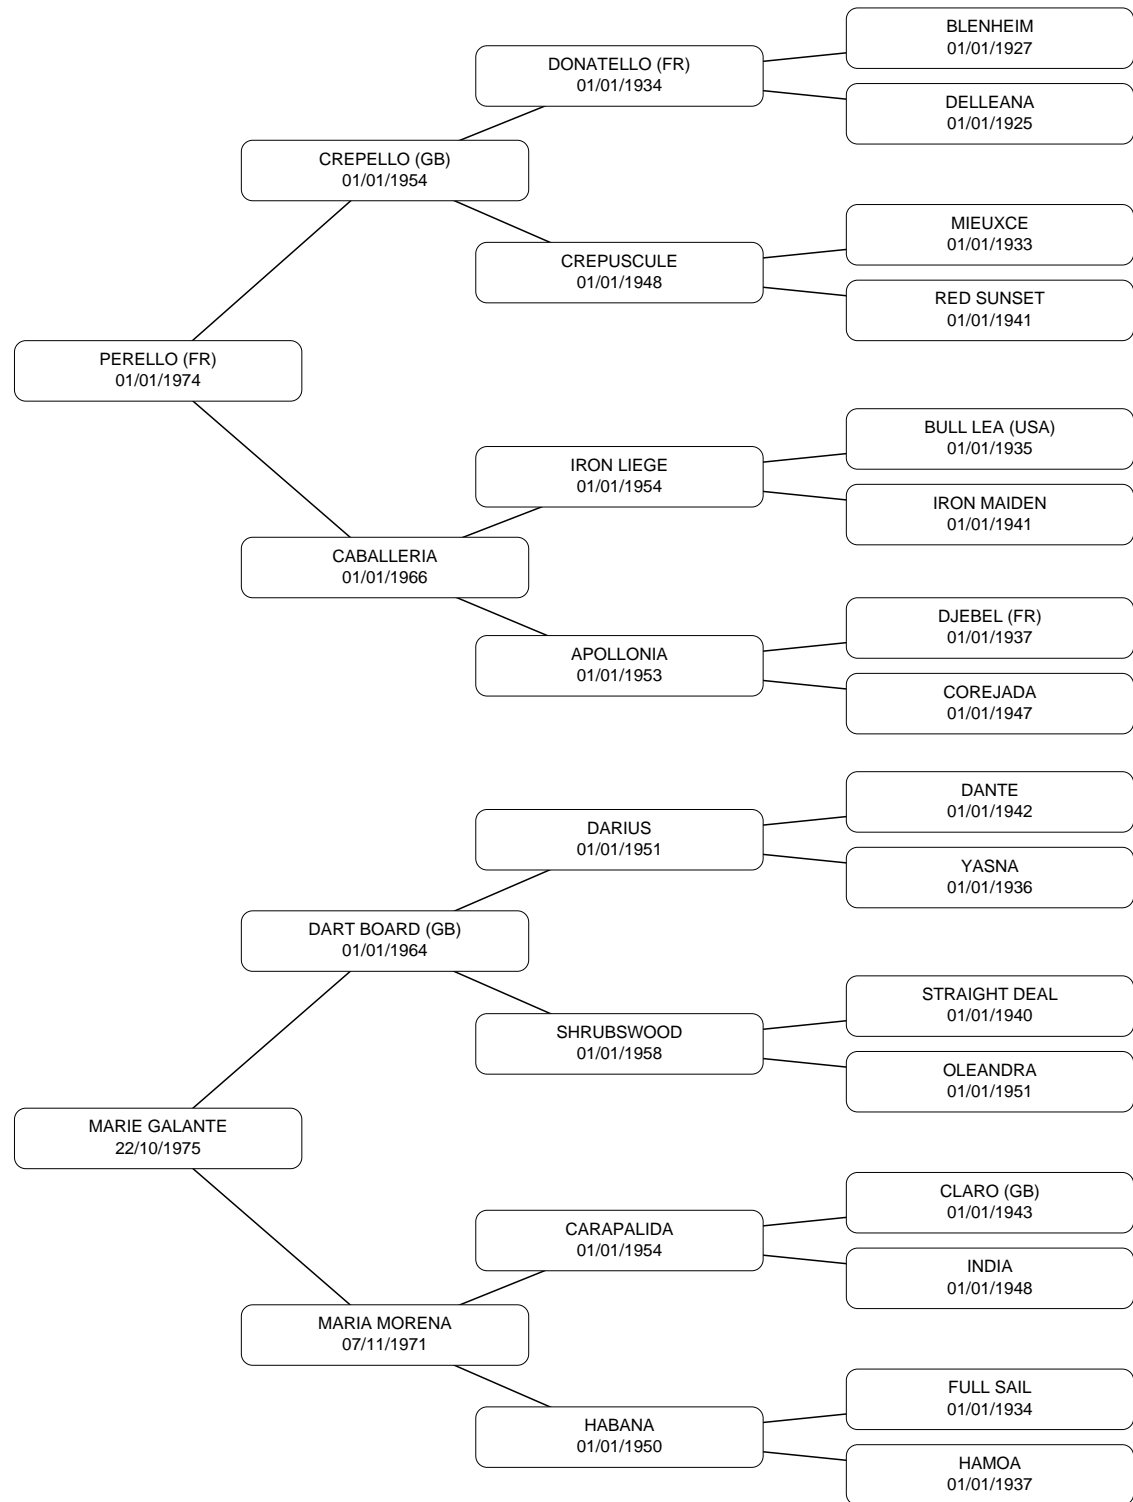 BLENHEIM
01/01/1927
DONATELLO (FR)
01/01/1934
DELLEANA
01/01/1925
CREPELLO (GB)
01/01/1954
MIEUXCE
01/01/1933
CREPUSCULE
01/01/1948
RED SUNSET
01/01/1941
PERELLO (FR)
01/01/1974
BULL LEA (USA)
01/01/1935
IRON LIEGE
01/01/1954
IRON MAIDEN
01/01/1941
CABALLERIA
01/01/1966
DJEBEL (FR)
01/01/1937
APOLLONIA
01/01/1953
COREJADA
01/01/1947
DANTE
01/01/1942
DARIUS
01/01/1951
YASNA
01/01/1936
DART BOARD (GB)
01/01/1964
STRAIGHT DEAL
01/01/1940
SHRUBSWOOD
01/01/1958
OLEANDRA
01/01/1951
MARIE GALANTE
22/10/1975
CLARO (GB)
01/01/1943
CARAPALIDA
01/01/1954
INDIA
01/01/1948
MARIA MORENA
07/11/1971
FULL SAIL
01/01/1934
HABANA
01/01/1950
HAMOA
01/01/1937